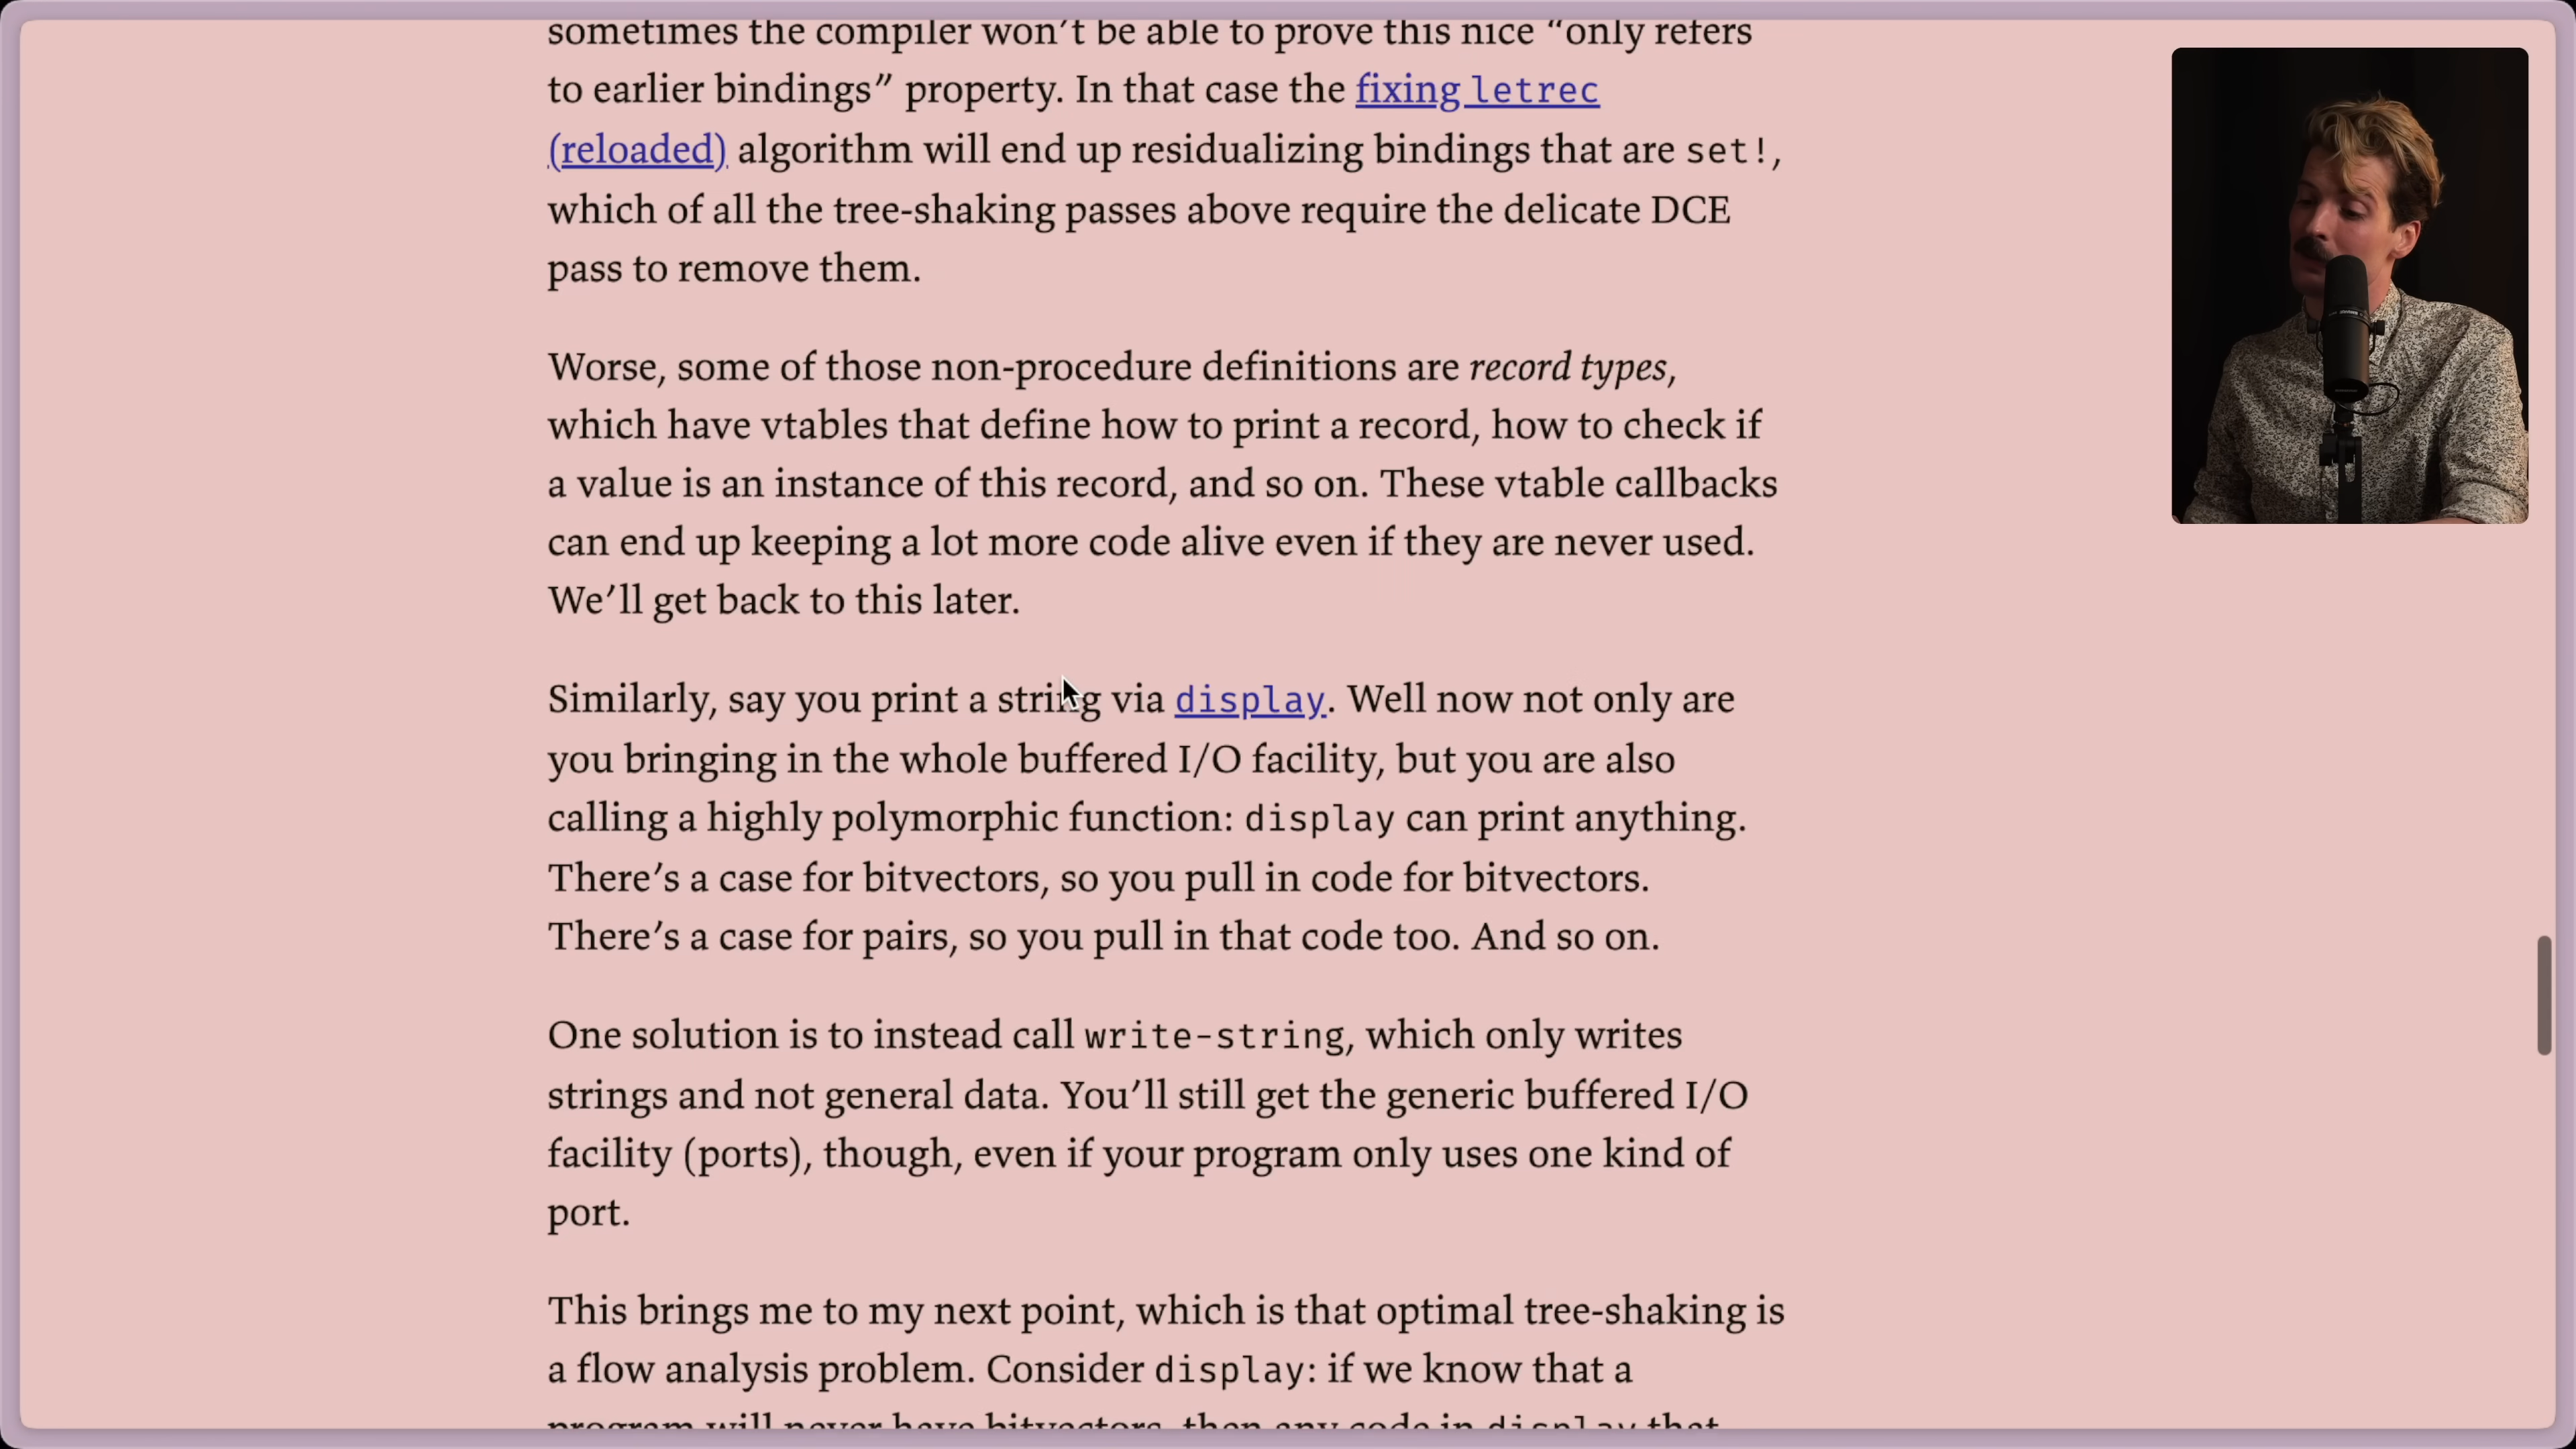 sometimes the compiler won’t be able to prove this nice “only refers
to earlier bindings” property. In that case the fixing letrec
(reloaded) algorithm will end up residualizing bindings that are set!,
which of all the tree-shaking passes above require the delicate DCE
pass to remove them.
Worse, some of those non-procedure definitions are record types,
which have vtables that define how to print a record, how to check if
a value is an instance of this record, and so on. These vtable callbacks
can end up keeping a lot more code alive even if they are never used.
We’ll get back to this later.
Similarly, say you print a string via display. Well now not only are
you bringing in the whole buffered I/O facility, but you are also
calling a highly polymorphic function: display can print anything.
There’s a case for bitvectors, so you pull in code for bitvectors.
There’s a case for pairs, so you pull in that code too. And so on.
One solution is to instead call write-string, which only writes
strings and not general data. You’ll still get the generic buffered I/O
facility (ports), though, even if your program only uses one kind of
port.
This brings me to my next point, which is that optimal tree-shaking is
a flow analysis problem. Consider display: if we know that a
program will never have bitvectors, then any code in display that